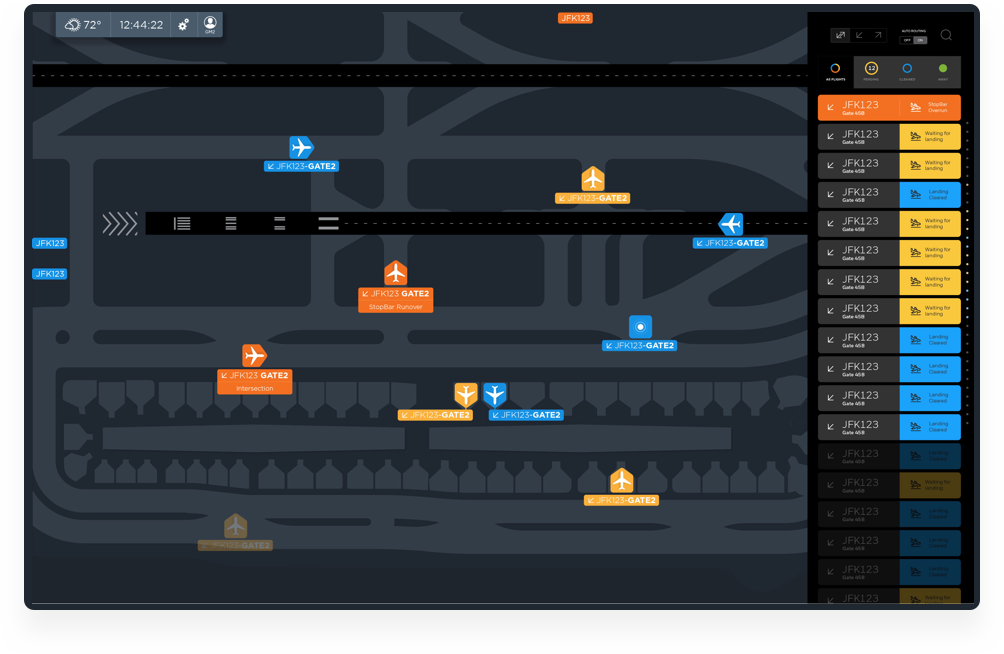 72°
12:44:22
GM2
JFK123
AUTO ROUTING
OFF
ON
12
ALL FLIGHTS
PENDING
CLEARED
JFK123-GATE2
JFK123-GATE2
JFK123-GATE2
JFK123
JFK123
JFK123 GATE2
StopBar Runover
JFK123-GATE2
JFK123 GATE2
Intersection
JFK123-GATE2
JFK123-GATE2
JFK123-GATE2
JFK123-GATE2
JFK123
Gate 45B
StopBar
Overrun
JFK123
Gate 45B
Waiting for
landing
JFK123
Gate 45B
Waiting for
landing
JFK123
Gate 45B
Landing
Cleared
JFK123
Gate 45B
Waiting for
landing
JFK123
Gate 45B
Waiting for
landing
JFK123
Gate 45B
Waiting for
landing
JFK123
Gate 45B
Waiting for
landing
JFK123
Gate 45B
Landing
Cleared
JFK123
Gate 45B
Landing
Cleared
JFK123
Gate 45B
Landing
Cleared
JFK123
Gate 45B
Landing
Cleared
JFK123
Gate 45B
Landing
Cleared
JFK123
Gate 45B
Waiting for
landing
JFK123
Gate 45B
Landing
Cleared
JFK123
Gate 45B
Landing
Cleared
JFK123
Gate 45B
Landing
Cleared
JFK123
Waiting for